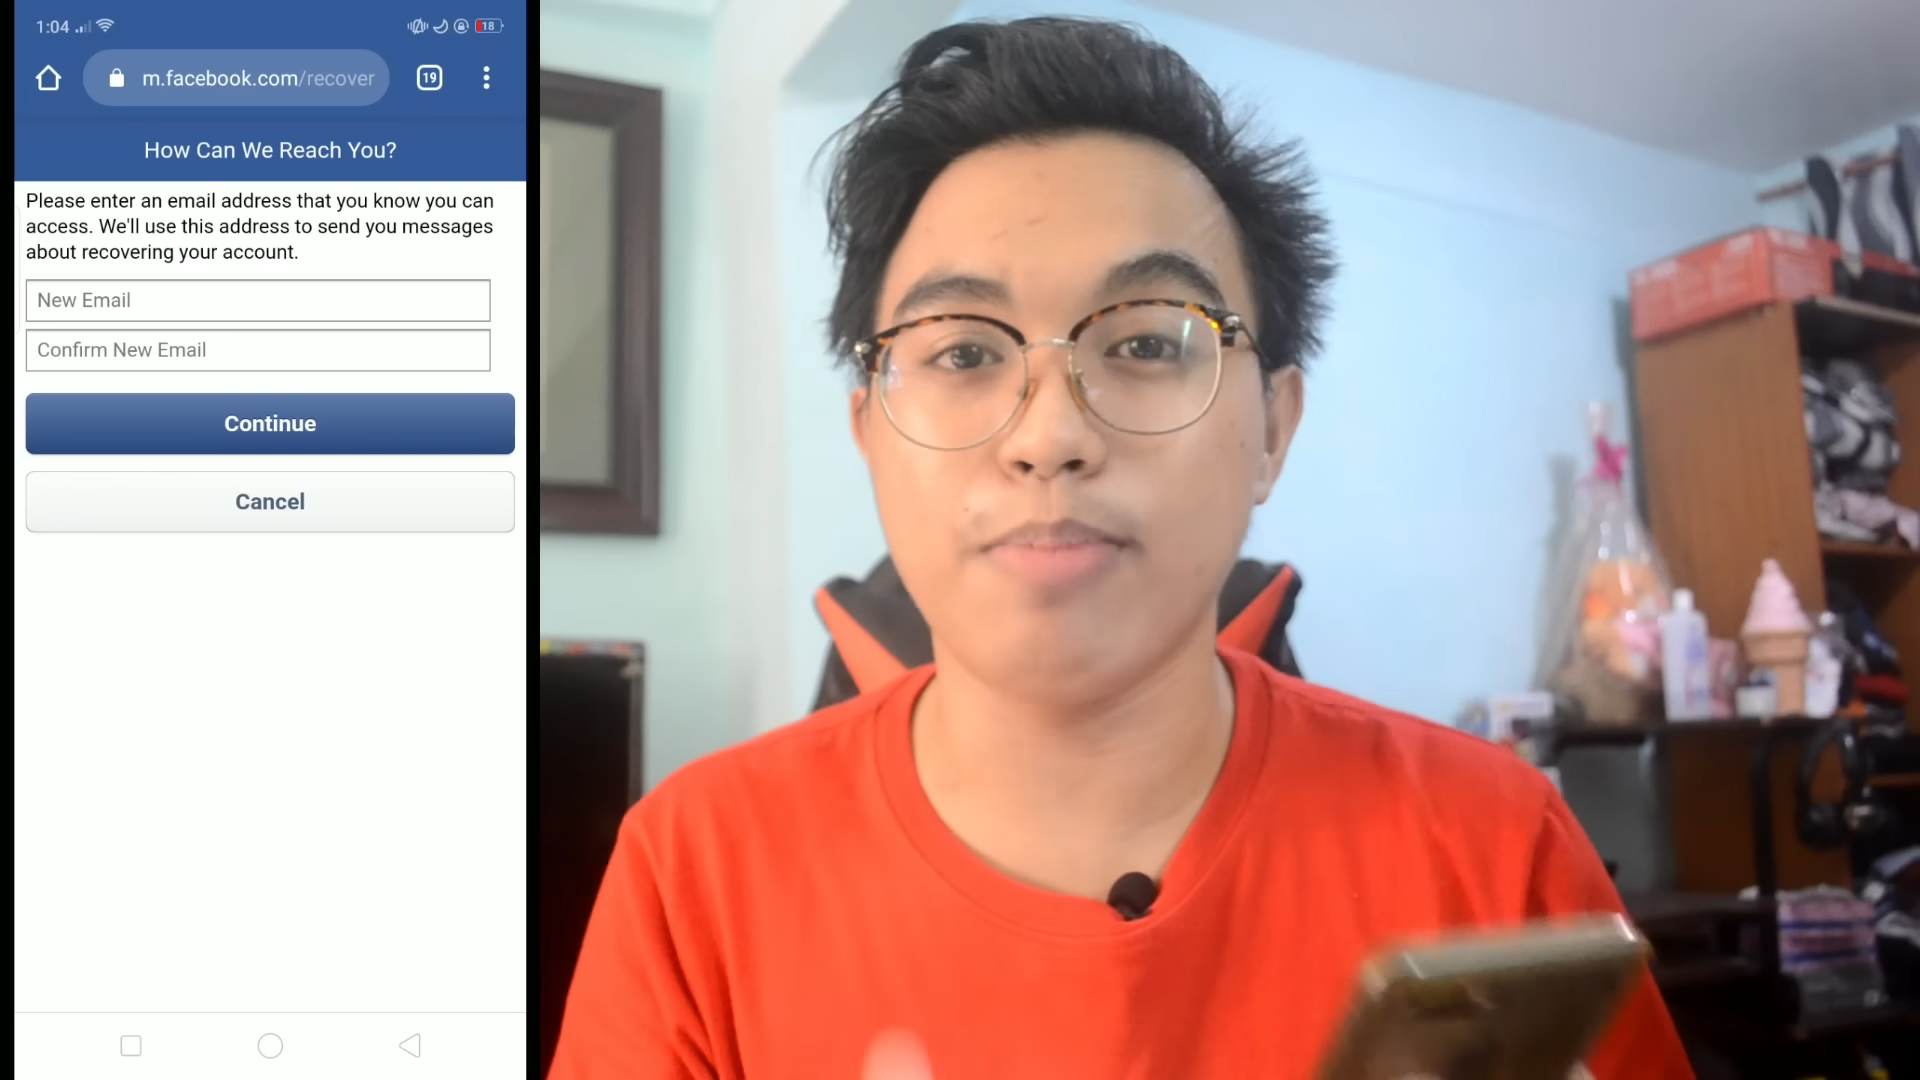 1:04
18
m.facebook.com/recover
19
How Can We Reach You?
Please enter an email address that you know you can
access. We'll use this address to send you messages
about recovering your account.
New Email
Confirm New Email
Continue
Cancel